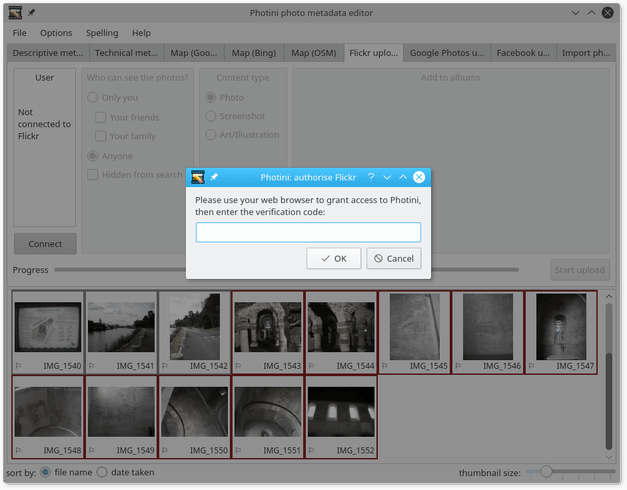 Photini photo metadata editor
File Options Spelling Help
Descriptive met... Technical met... Map (Goo... Map (Bing) Map (OSM) Flickr uplo... Google Photos u... Facebook u... Import ph...
User Who can see the photos? Content type Add to albums
Not
connected to
Flickr
Only you
Your friends
Your family
Anyone
Hidden from search
Photo
Screenshot
Art/Illustration
Photini: authorise Flickr ?
Please use your web browser to grant access to Photini,
then enter the verification code:
OK Cancel
Connect
Progress Start upload
IMG_1540 IMG_1541 IMG_1542 IMG_1543 IMG_1544 IMG_1545 IMG_1546 IMG_1547
IMG_1548 IMG_1549 IMG_1550 IMG_1551 IMG_1552
sort by: file name date taken thumbnail size: